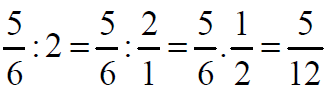 5/6 : 2 = 5/6 : 2/1 = 5/6 . 1/2 = 5/12